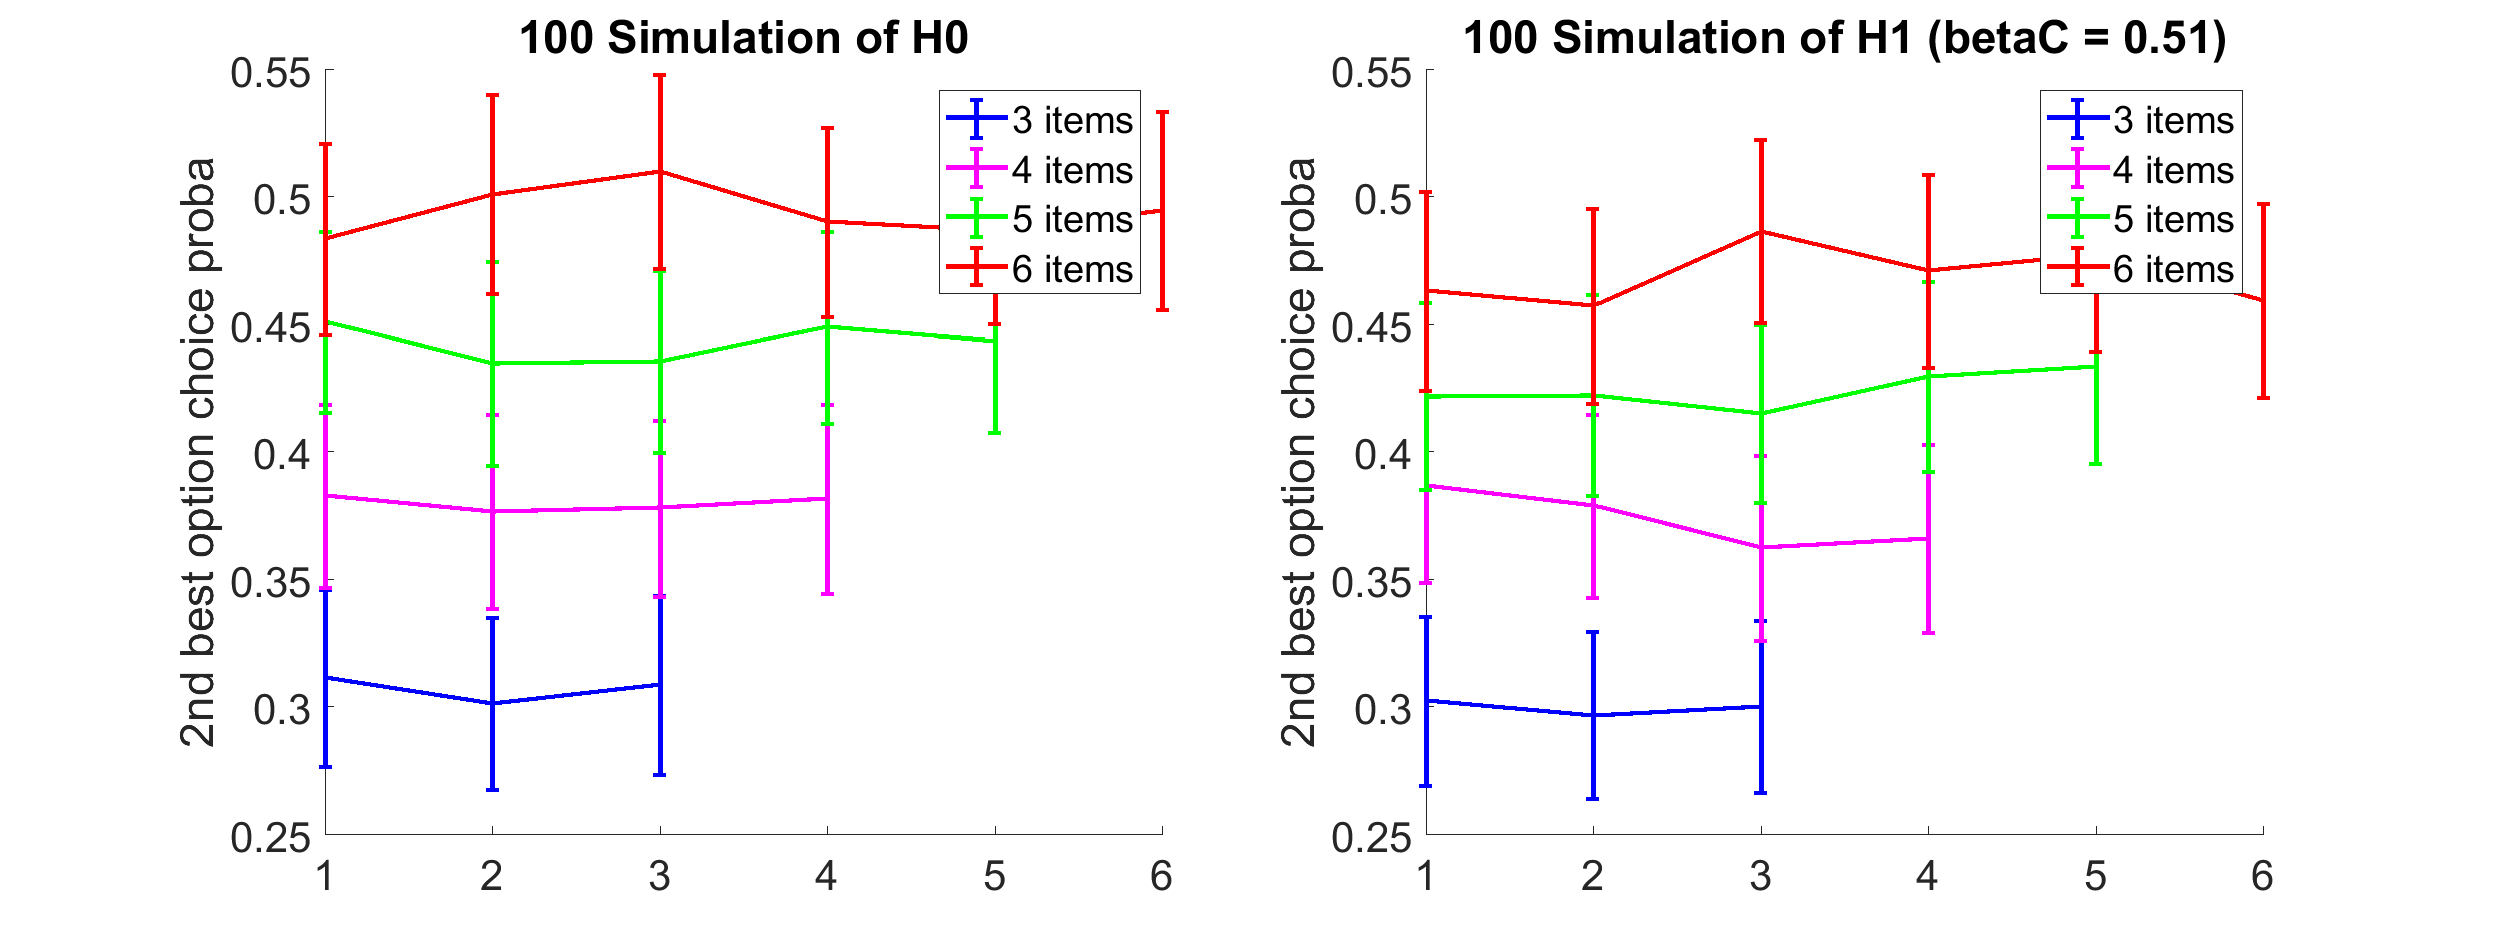 100 Simulation of H0
2nd best option choice proba
0.55
0.5
0.45
0.4
0.35
0.3
0.25
1 2 3 4 5 6
3 items
4 items
5 items
6 items
100 Simulation of H1 (betaC = 0.51)
2nd best option choice proba
0.55
0.5
0.45
0.4
0.35
0.3
0.25
1 2 3 4 5 6
3 items
4 items
5 items
6 items